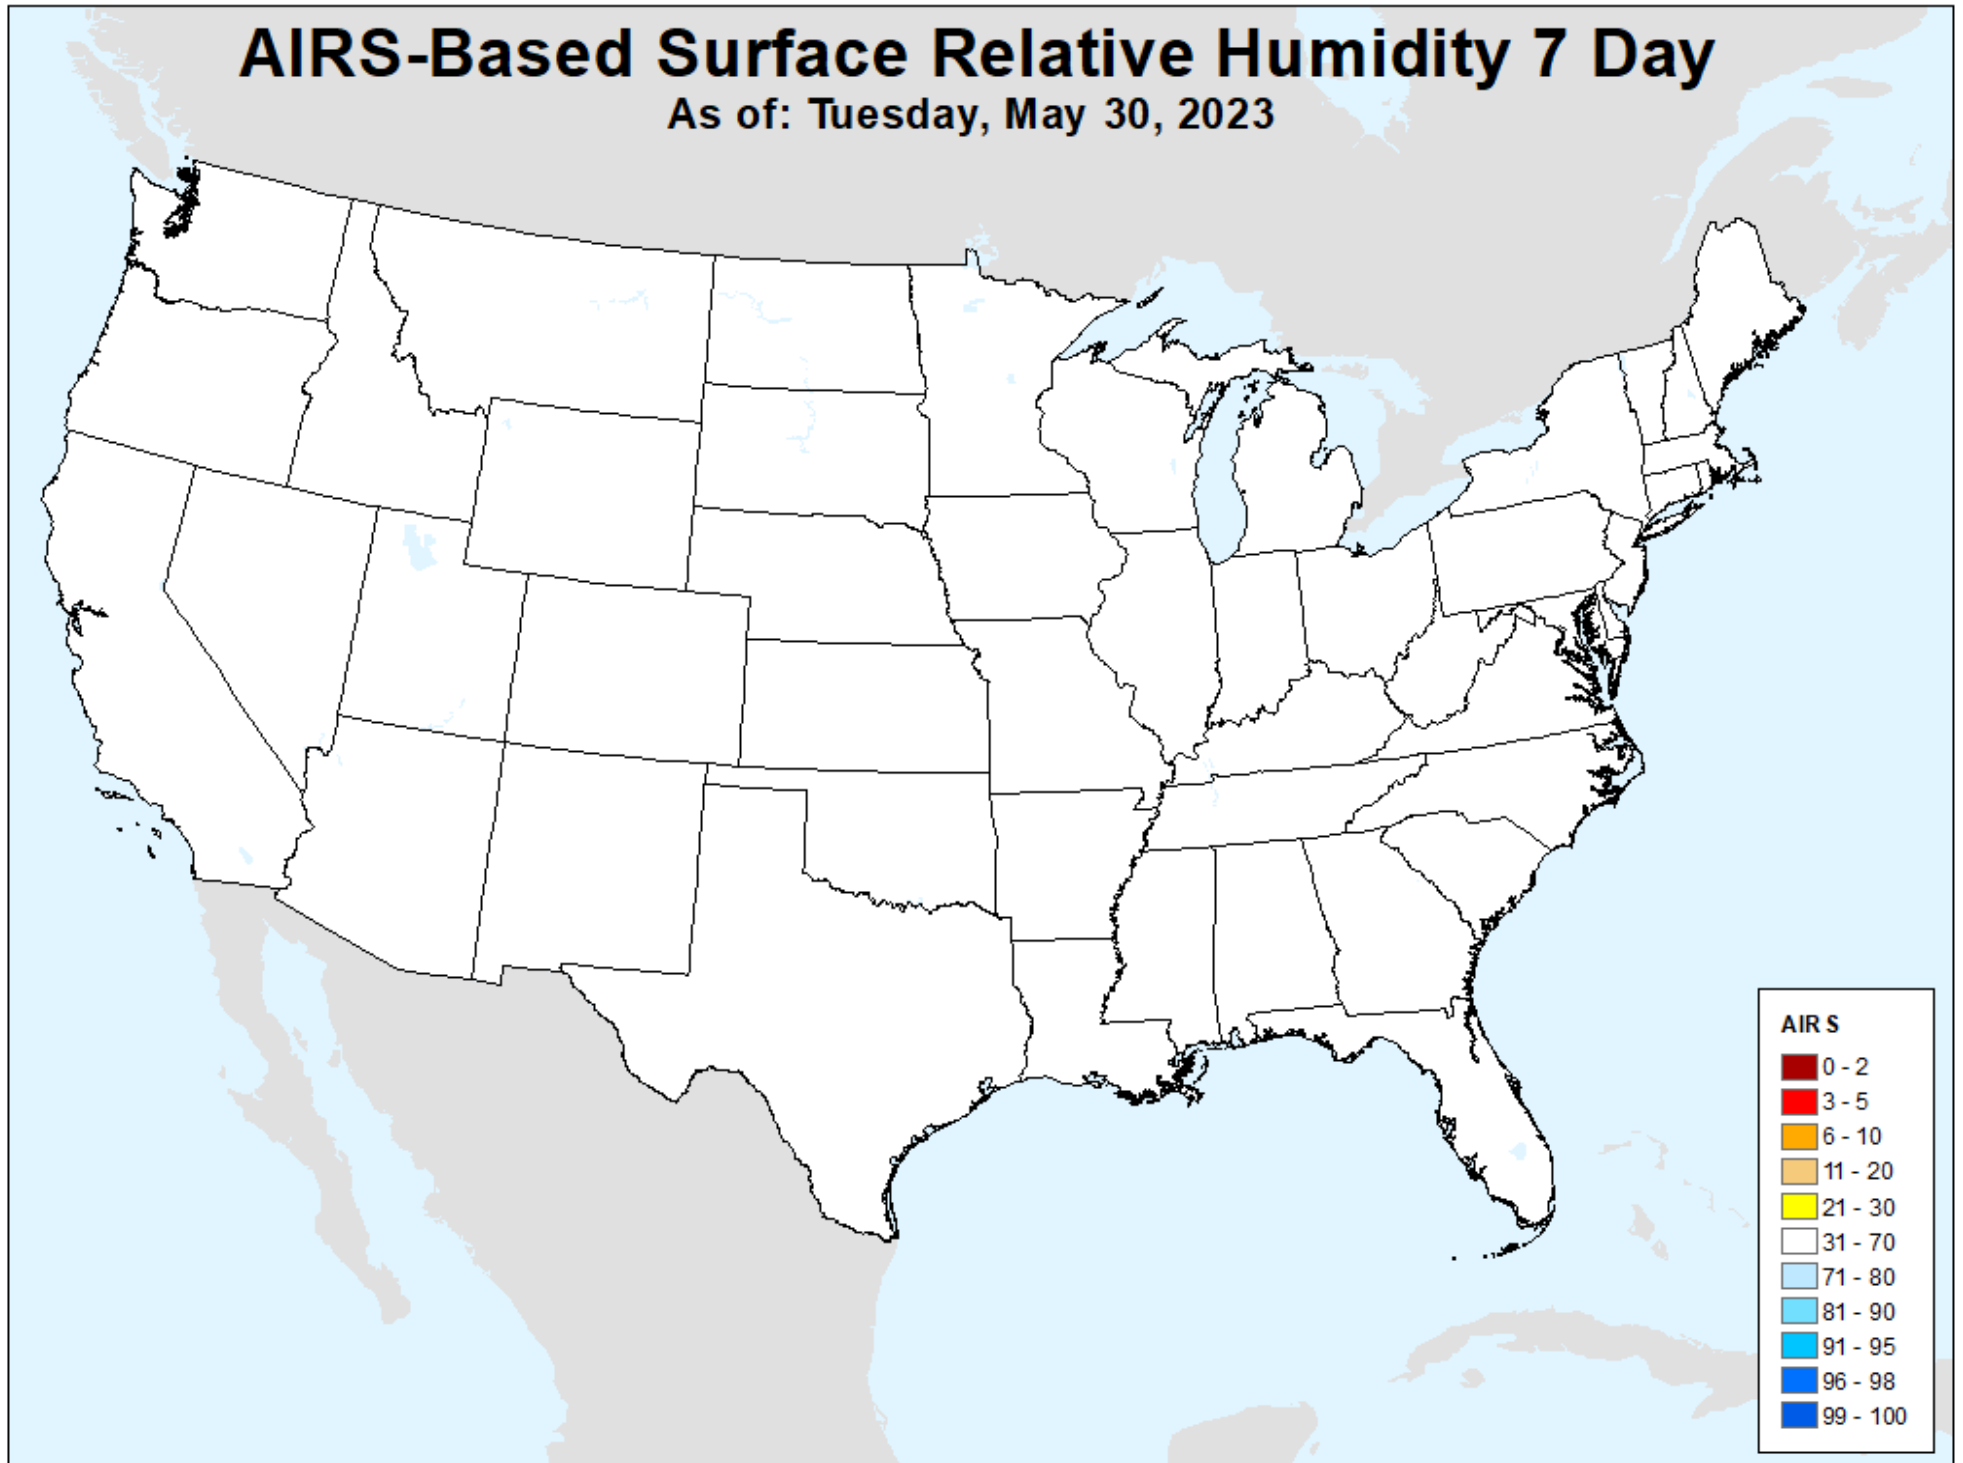 AIRS-Based Surface Relative Humidity 7 Day
As of: Tuesday, May 30, 2023
AIRS
0 - 2
3 - 5
6 - 10
11 - 20
21 - 30
31 - 70
71 - 80
81 - 90
91 - 95
96 - 98
99 - 100